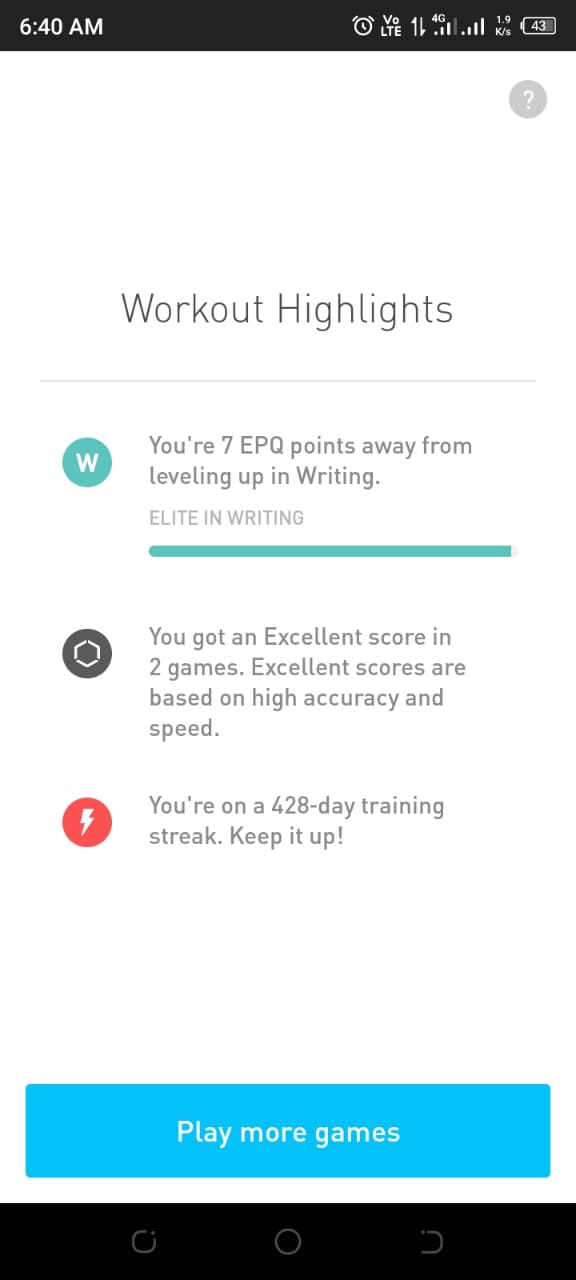 6:40 AM
Vo LTE 4G 1.9 K/s 43
?
Workout Highlights
W
You're 7 EPQ points away from
leveling up in Writing.
ELITE IN WRITING
You got an Excellent score in
2 games. Excellent scores are
based on high accuracy and
speed.
You're on a 428-day training
streak. Keep it up!
Play more games